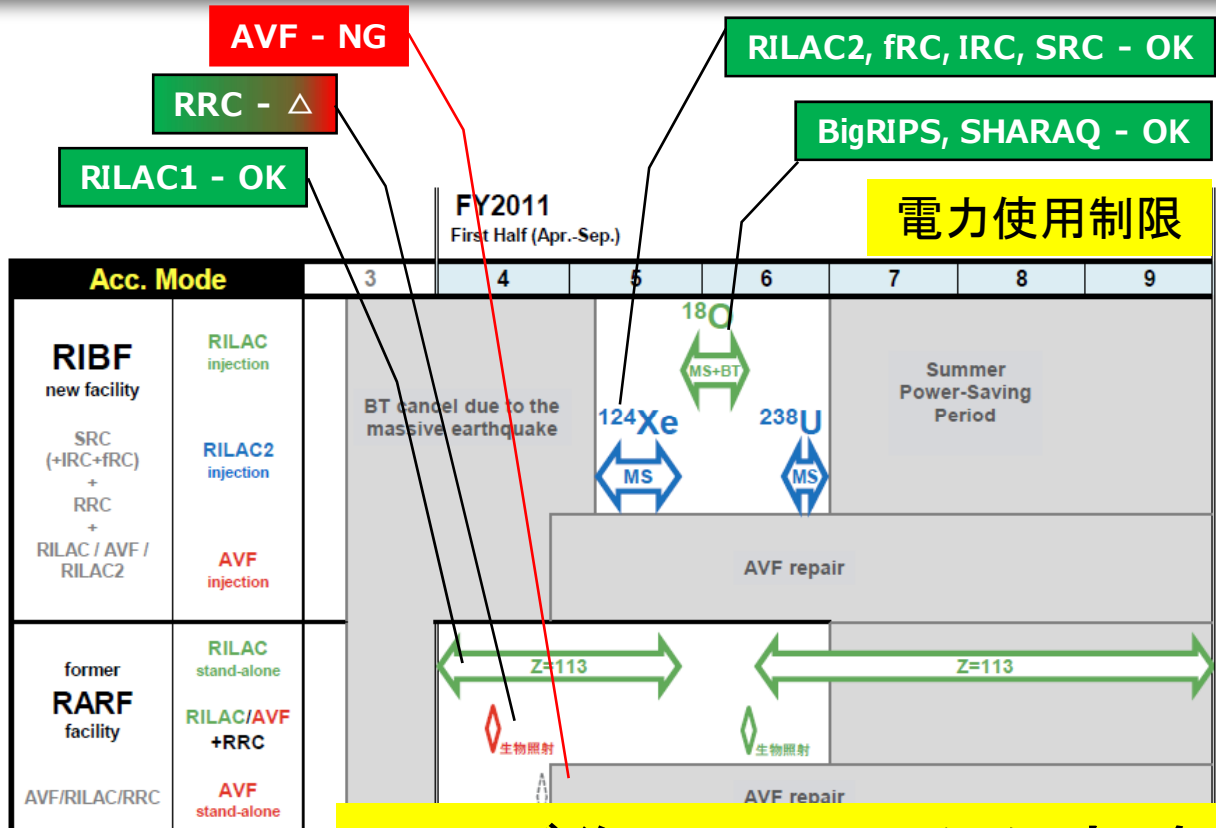 AVF - NG
RILAC2, fRC, IRC, SRC - OK
RRC - △
BigRIPS, SHARAQ - OK
RILAC1 - OK
FY2011
First Half (Apr.-Sep.)
電力使用制限
Acc. Mode
3
4
5
6
7
8
9
RIBF
new facility
SRC
(+IRC+fRC)
+
RRC
+
RILAC / AVF /
RILAC2
RILAC
injection
RILAC2
injection
AVF
injection
BT cancel due to the
massive earthquake
18O
MS+BT
124Xe
MS
238U
MS
Summer
Power-Saving
Period
AVF repair
former
RARF
facility
AVF/RILAC/RRC
RILAC
stand-alone
RILAC/AVF
+RRC
AVF
stand-alone
Z=113
Z=113
生物照射
生物照射
AVF repair